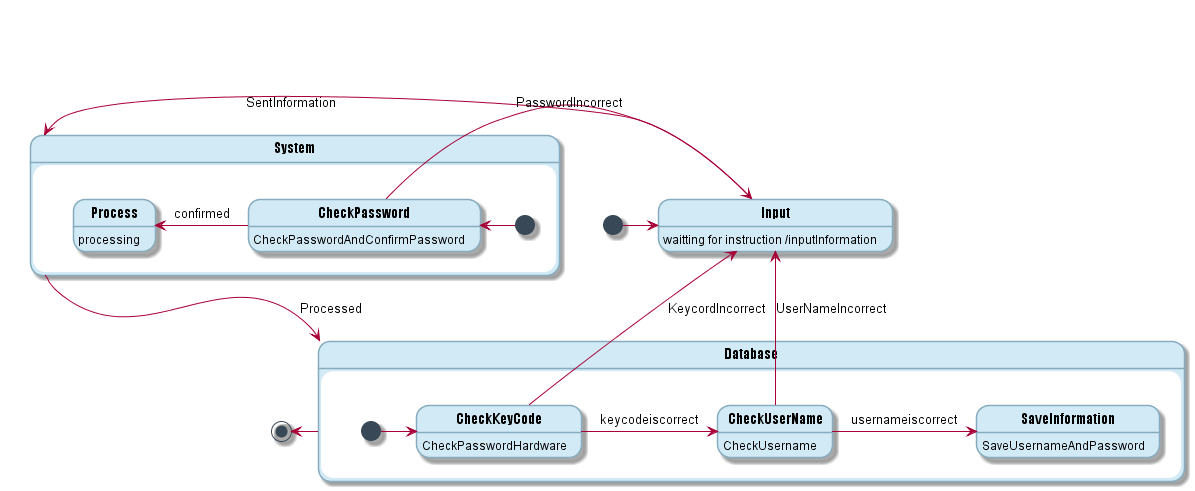 SentInformation
PasswordIncorrect
System
Process
processing
confirmed
CheckPassword
CheckPasswordAndConfirmPassword
Input
waitting for instruction /inputInformation
Processed
KeycordIncorrect
UserNameIncorrect
Database
CheckKeyCode
CheckPasswordHardware
keycodeiscorrect
CheckUserName
CheckUsername
usernameiscorrect
SaveInformation
SaveUsernameAndPassword